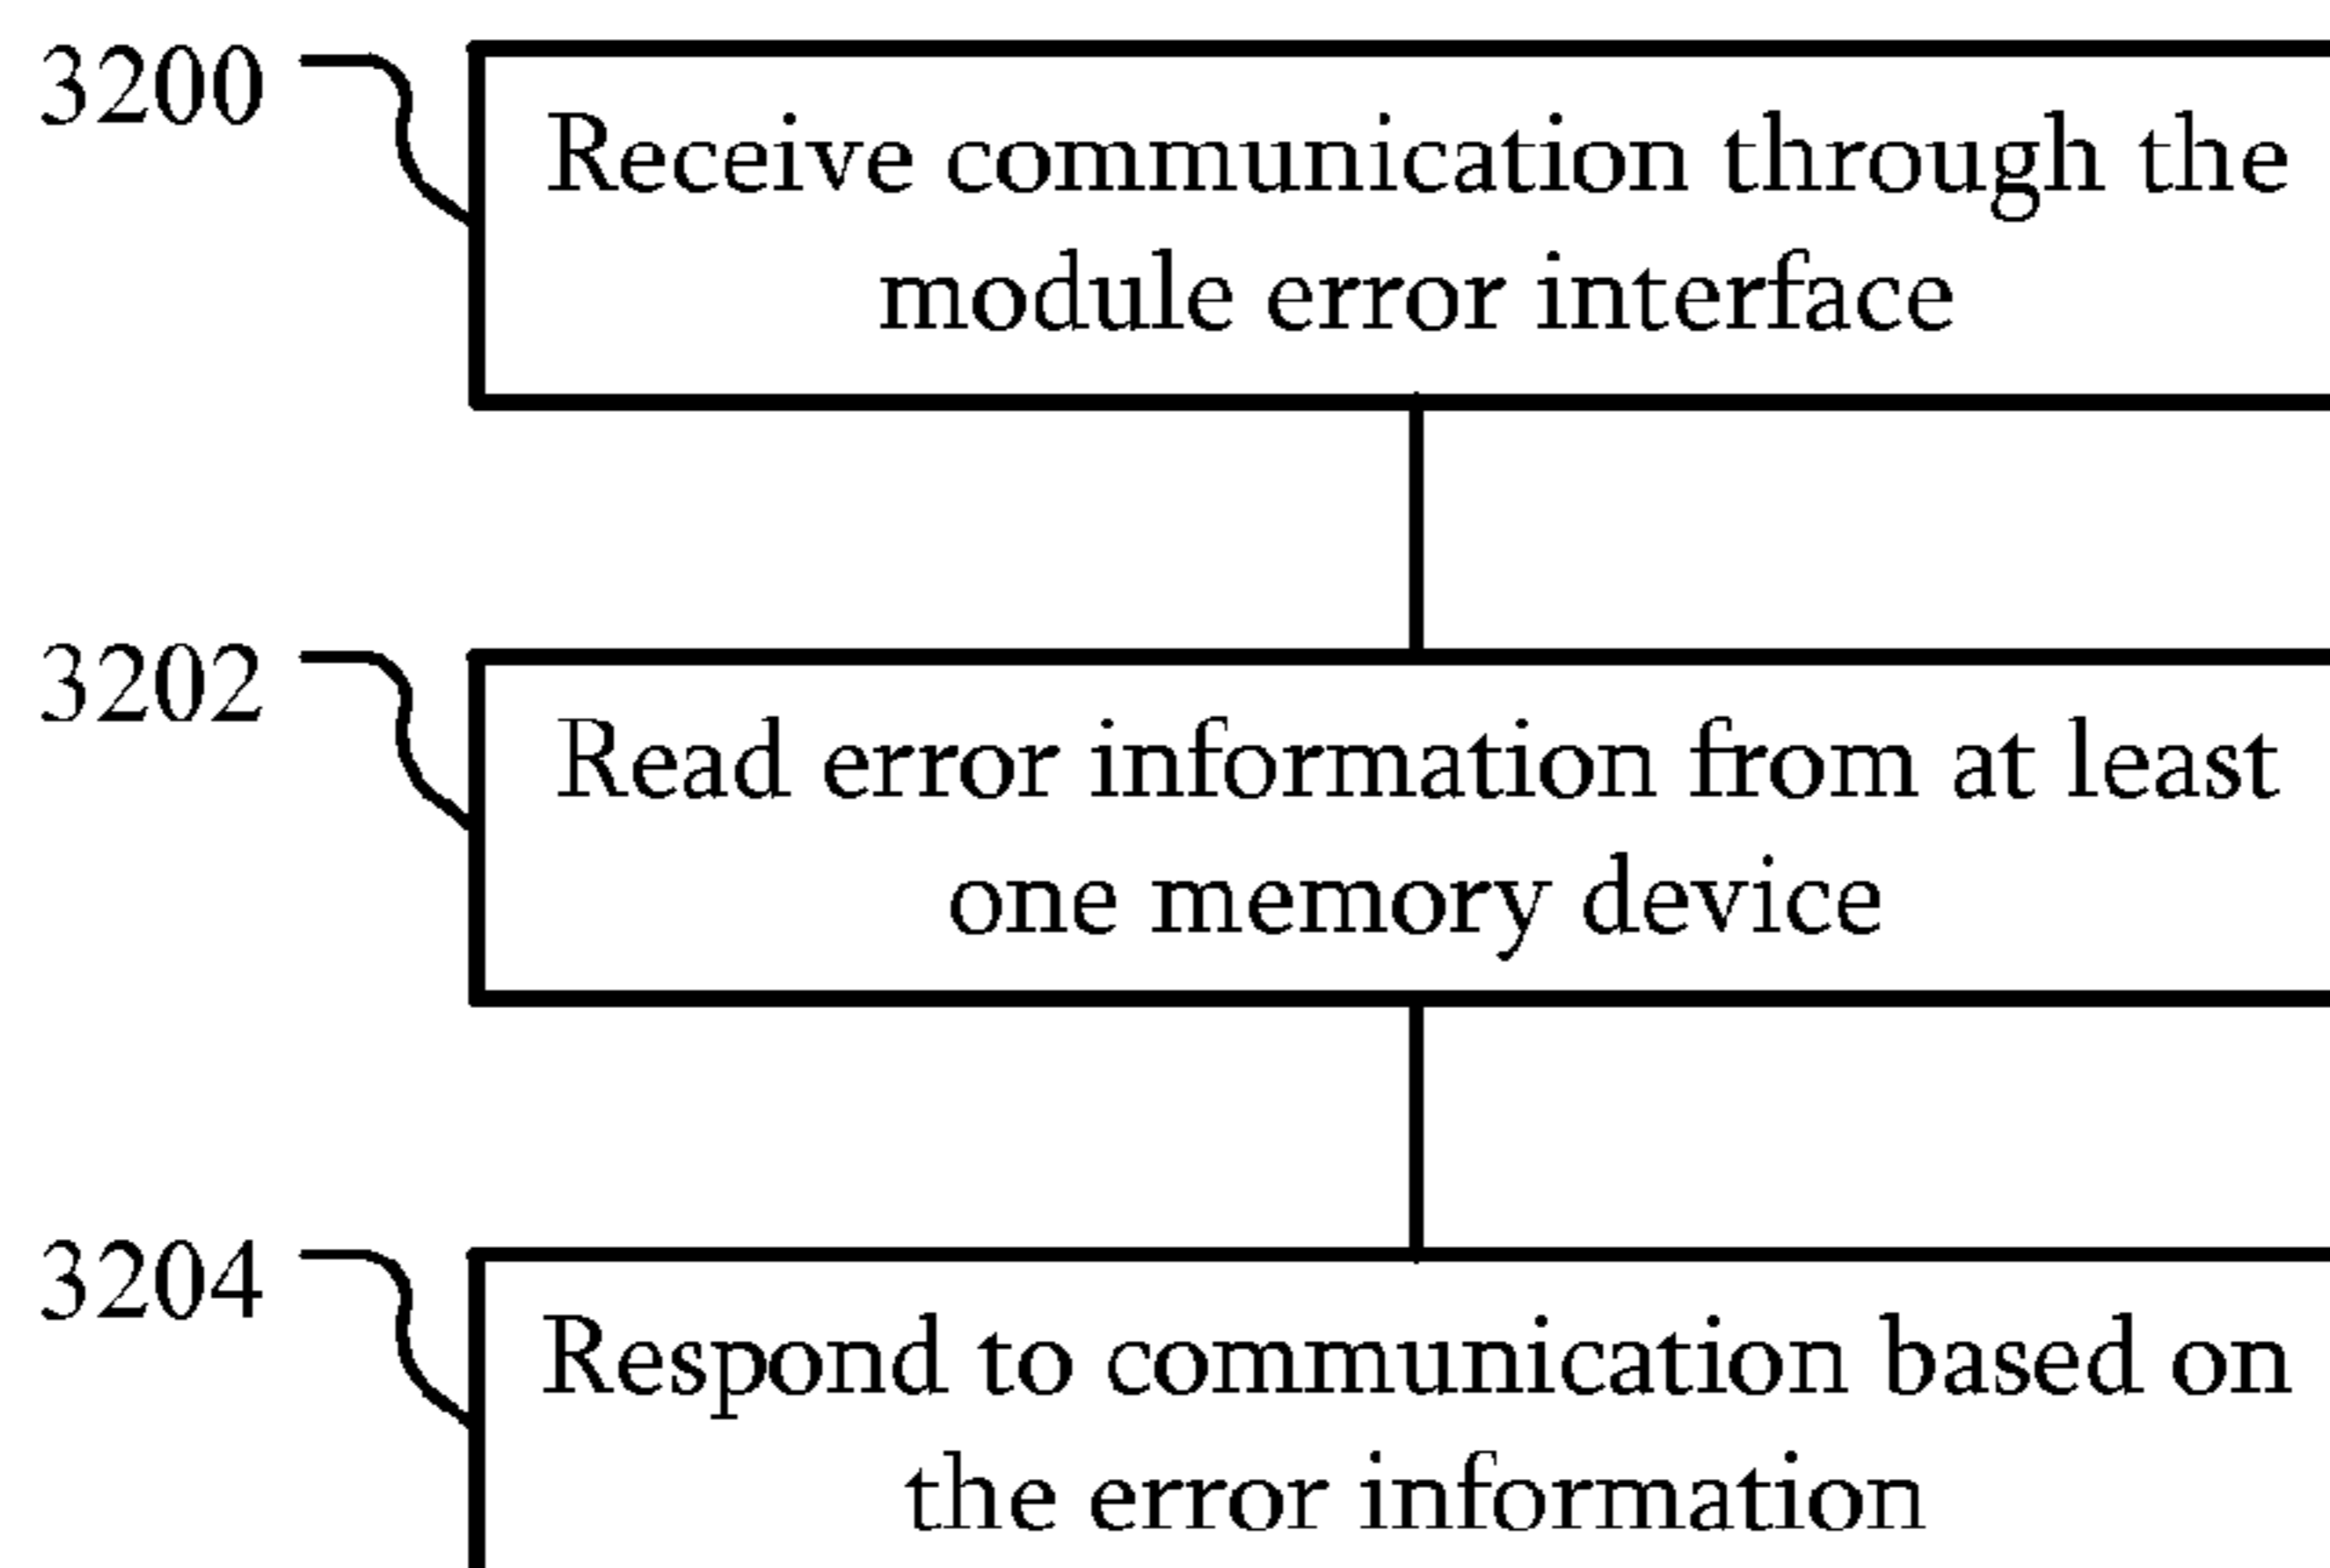 3200
Receive communication through the
module error interface
3202
Read error information from at least
one memory device
3204
Respond to communication based on
the error information